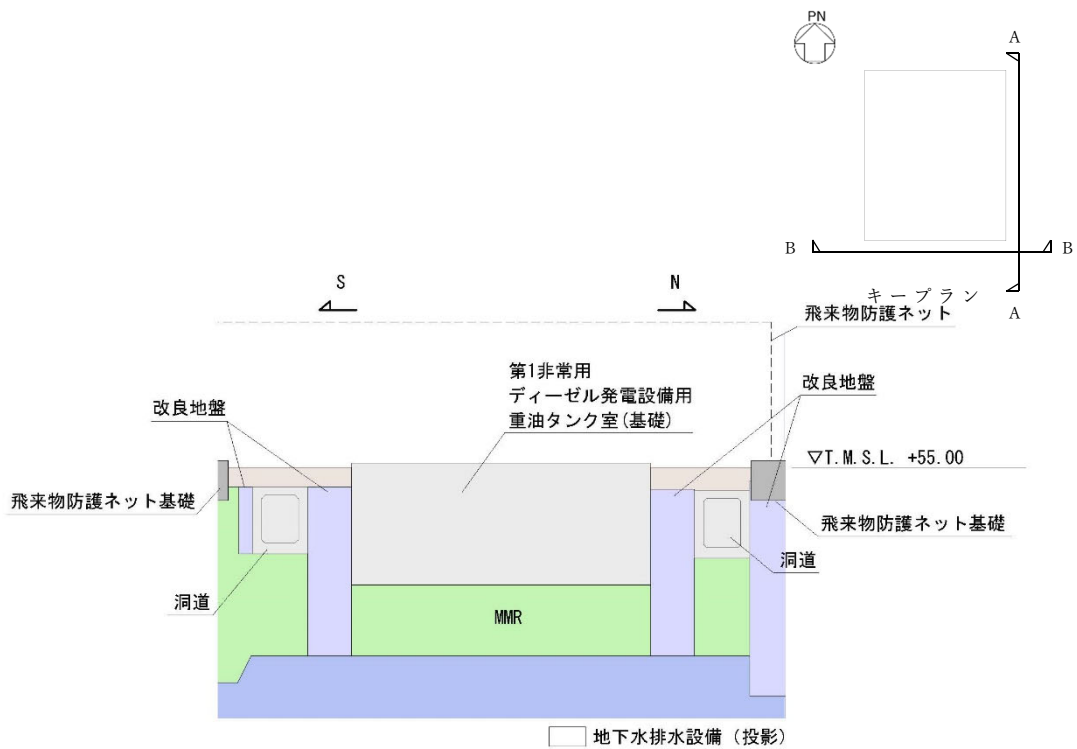 PN
A
B
B
キープラン
A
S
N
飛来物防護ネット
第1非常用
ディーゼル発電設備用
重油タンク室(基礎)
改良地盤
改良地盤
▽T.M.S.L. +55.00
飛来物防護ネット基礎
飛来物防護ネット基礎
洞道
洞道
MMR
地下水排水設備（投影）